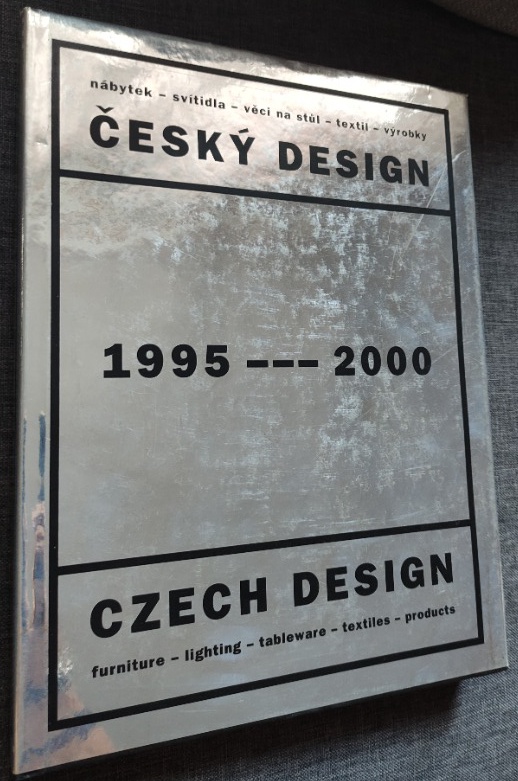 nábytek – svítidla – věci na stůl – textil – výrobky
ČESKÝ DESIGN
1995 ––– 2000
CZECH DESIGN
furniture – lighting – tableware – textiles – products